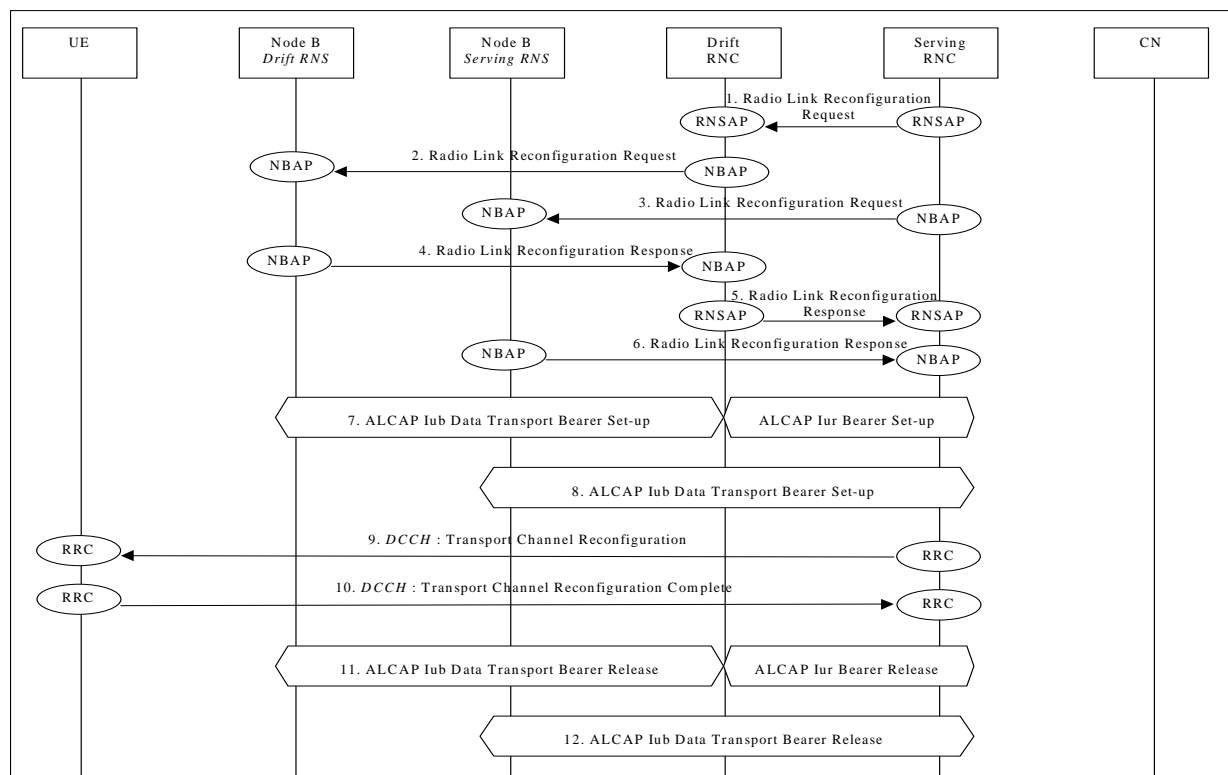 UE
Node B
Drift RNS
Node B
Serving RNS
Drift
RNC
Serving
RNC
CN
1. Radio Link Reconfiguration
Request
RNSAP
RNSAP
2. Radio Link Reconfiguration Request
NBAP
NBAP
3. Radio Link Reconfiguration Request
NBAP
NBAP
4. Radio Link Reconfiguration Response
NBAP
NBAP
5. Radio Link Reconfiguration
Response
RNSAP
RNSAP
6. Radio Link Reconfiguration Response
NBAP
NBAP
7. ALCAP Iub Data Transport Bearer Set-up
ALCAP Iur Bearer Set-up
8. ALCAP Iub Data Transport Bearer Set-up
9. DCCH : Transport Channel Reconfiguration
RRC
RRC
10. DCCH : Transport Channel Reconfiguration Complete
RRC
RRC
11. ALCAP Iub Data Transport Bearer Release
ALCAP Iur Bearer Release
12. ALCAP Iub Data Transport Bearer Release